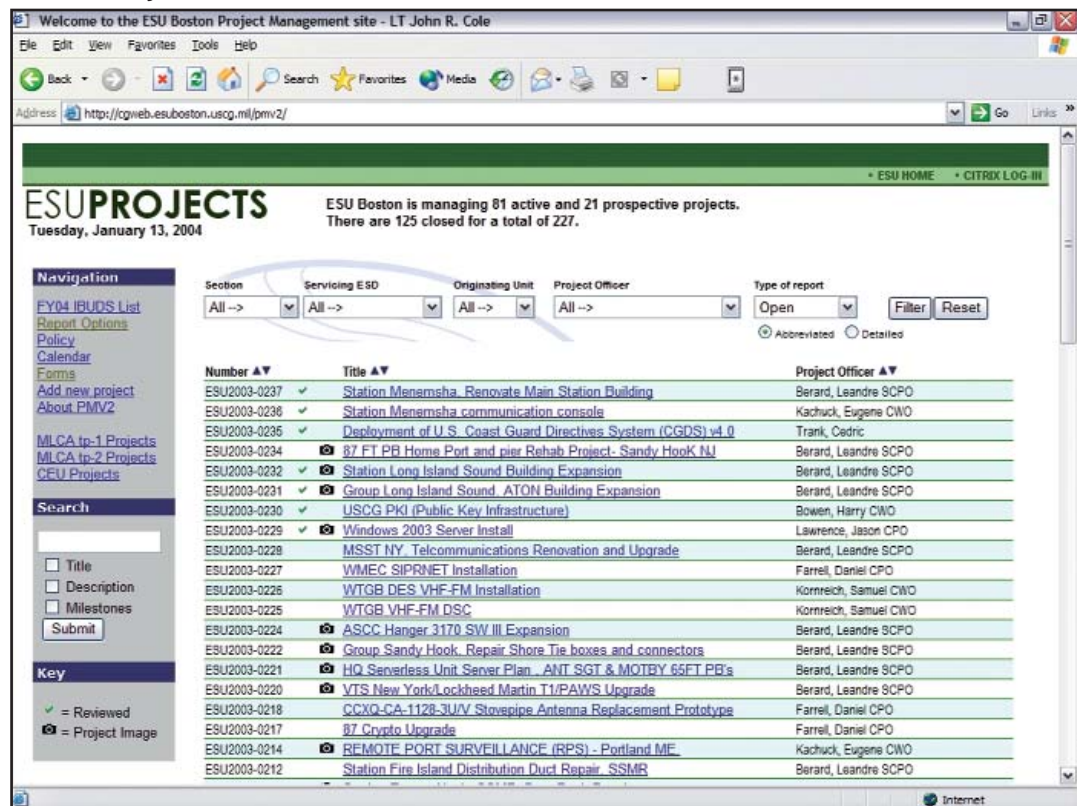 Welcome to the ESU Boston Project Management site - LT John R. Cole
File Edit View Favorites Tools Help
Back Search Favorites Media
Address http://cgweb.esuboston.uscg.mil/pmv2/ Go Links »
• ESU HOME • CITRIX LOG-IN
ESUPROJECTS
Tuesday, January 13, 2004
ESU Boston is managing 81 active and 21 prospective projects.
There are 125 closed for a total of 227.
Navigation
FY04 IBUDS List
Report Options
Policy
Calendar
Forms
Add new project
About PMV2
MLCA tp-1 Projects
MLCA tp-2 Projects
CEU Projects
Search
Title
Description
Milestones
Submit
Key
= Reviewed
= Project Image
Section Servicing ESD Originating Unit Project Officer Type of report
All --> All --> All --> All --> Open Filter Reset
Abbreviated Detailed
Number ▲▼ Title ▲▼ Project Officer ▲▼
ESU2003-0237 Station Menemsha, Renovate Main Station Building Berard, Leandre SCPO
ESU2003-0236 Station Menemsha communication console Kachuck, Eugene CWO
ESU2003-0235 Deployment of U.S. Coast Guard Directives System (CGDS) v4.0 Trank, Cedric
ESU2003-0234 87 FT PB Home Port and pier Rehab Project- Sandy HooK NJ Berard, Leandre SCPO
ESU2003-0232 Station Long Island Sound Building Expansion Berard, Leandre SCPO
ESU2003-0231 Group Long Island Sound, ATON Building Expansion Berard, Leandre SCPO
ESU2003-0230 USCG PKI (Public Key Infrastructure) Bowen, Harry CWO
ESU2003-0229 Windows 2003 Server Install Lawrence, Jason CPO
ESU2003-0228 MSST NY, Telcommunications Renovation and Upgrade Berard, Leandre SCPO
ESU2003-0227 WMEC SIPRNET Installation Farrell, Daniel CPO
ESU2003-0226 WTGB DES VHF-FM Installation Kornreich, Samuel CWO
ESU2003-0225 WTGB VHF-FM DSC Kornreich, Samuel CWO
ESU2003-0224 ASCC Hanger 3170 SW III Expansion Berard, Leandre SCPO
ESU2003-0222 Group Sandy Hook, Repair Shore Tie boxes and connectors Berard, Leandre SCPO
ESU2003-0221 HQ Serverless Unit Server Plan , ANT SGT & MOTBY 65FT PB's Berard, Leandre SCPO
ESU2003-0220 VTS New York/Lockheed Martin T1/PAWS Upgrade Berard, Leandre SCPO
ESU2003-0218 CCXQ-CA-1128-3U/V Stovepipe Antenna Replacement Prototype Farrell, Daniel CPO
ESU2003-0217 87 Crypto Upgrade Farrell, Daniel CPO
ESU2003-0214 REMOTE PORT SURVEILLANCE (RPS) - Portland ME. Kachuck, Eugene CWO
ESU2003-0212 Station Fire Island Distribution Duct Repair, SSMR Berard, Leandre SCPO
Internet